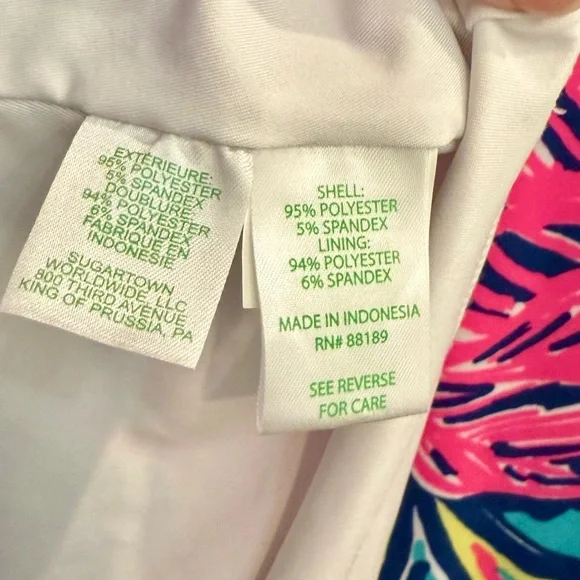 EXTÉRIEURE:
95% POLYESTER
5% SPANDEX
DOUBLURE:
94% POLYESTER
6% SPANDEX
FABRIQUÉ EN
INDONESIE
SUGARTOWN
WORLDWIDE, LLC
800 THIRD AVENUE
KING OF PRUSSIA, PA
SHELL:
95% POLYESTER
5% SPANDEX
LINING:
94% POLYESTER
6% SPANDEX
MADE IN INDONESIA
RN# 88189
SEE REVERSE
FOR CARE